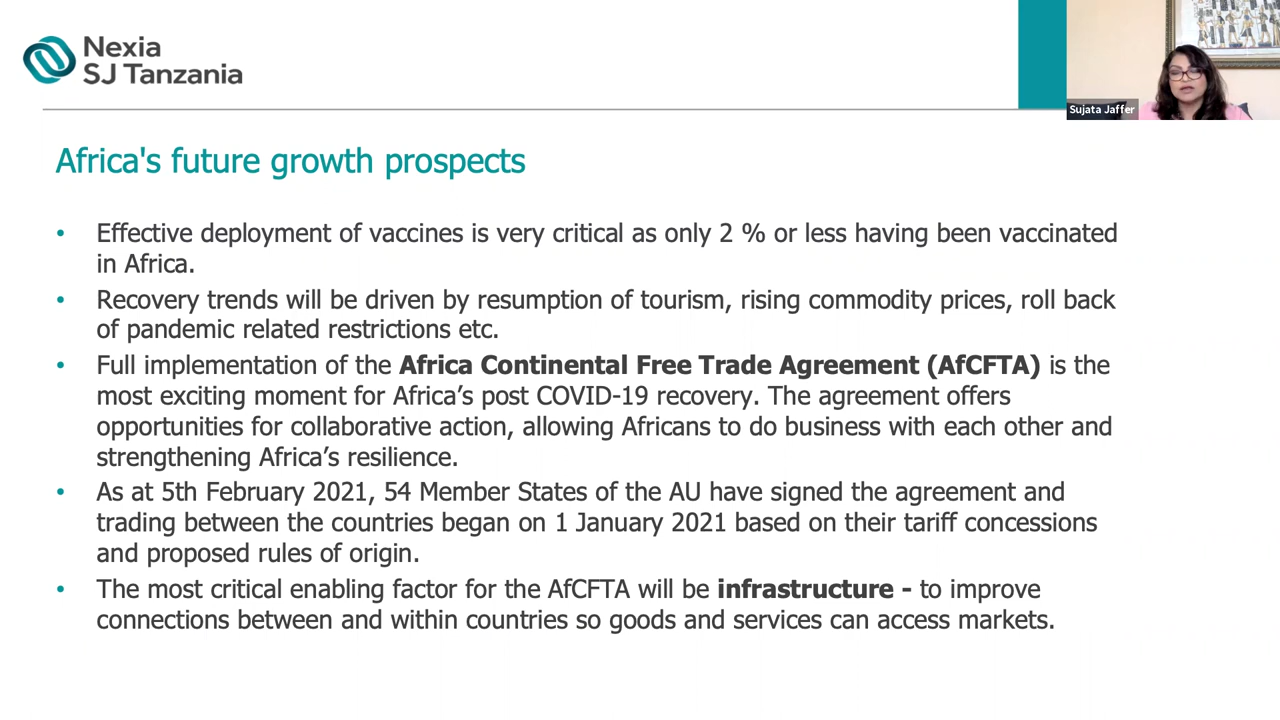 Nexia
SJ Tanzania
Sujata Jaffer
Africa's future growth prospects
• Effective deployment of vaccines is very critical as only 2 % or less having been vaccinated
in Africa.
• Recovery trends will be driven by resumption of tourism, rising commodity prices, roll back
of pandemic related restrictions etc.
• Full implementation of the Africa Continental Free Trade Agreement (AfCFTA) is the
most exciting moment for Africa’s post COVID-19 recovery. The agreement offers
opportunities for collaborative action, allowing Africans to do business with each other and
strengthening Africa’s resilience.
• As at 5th February 2021, 54 Member States of the AU have signed the agreement and
trading between the countries began on 1 January 2021 based on their tariff concessions
and proposed rules of origin.
• The most critical enabling factor for the AfCFTA will be infrastructure - to improve
connections between and within countries so goods and services can access markets.